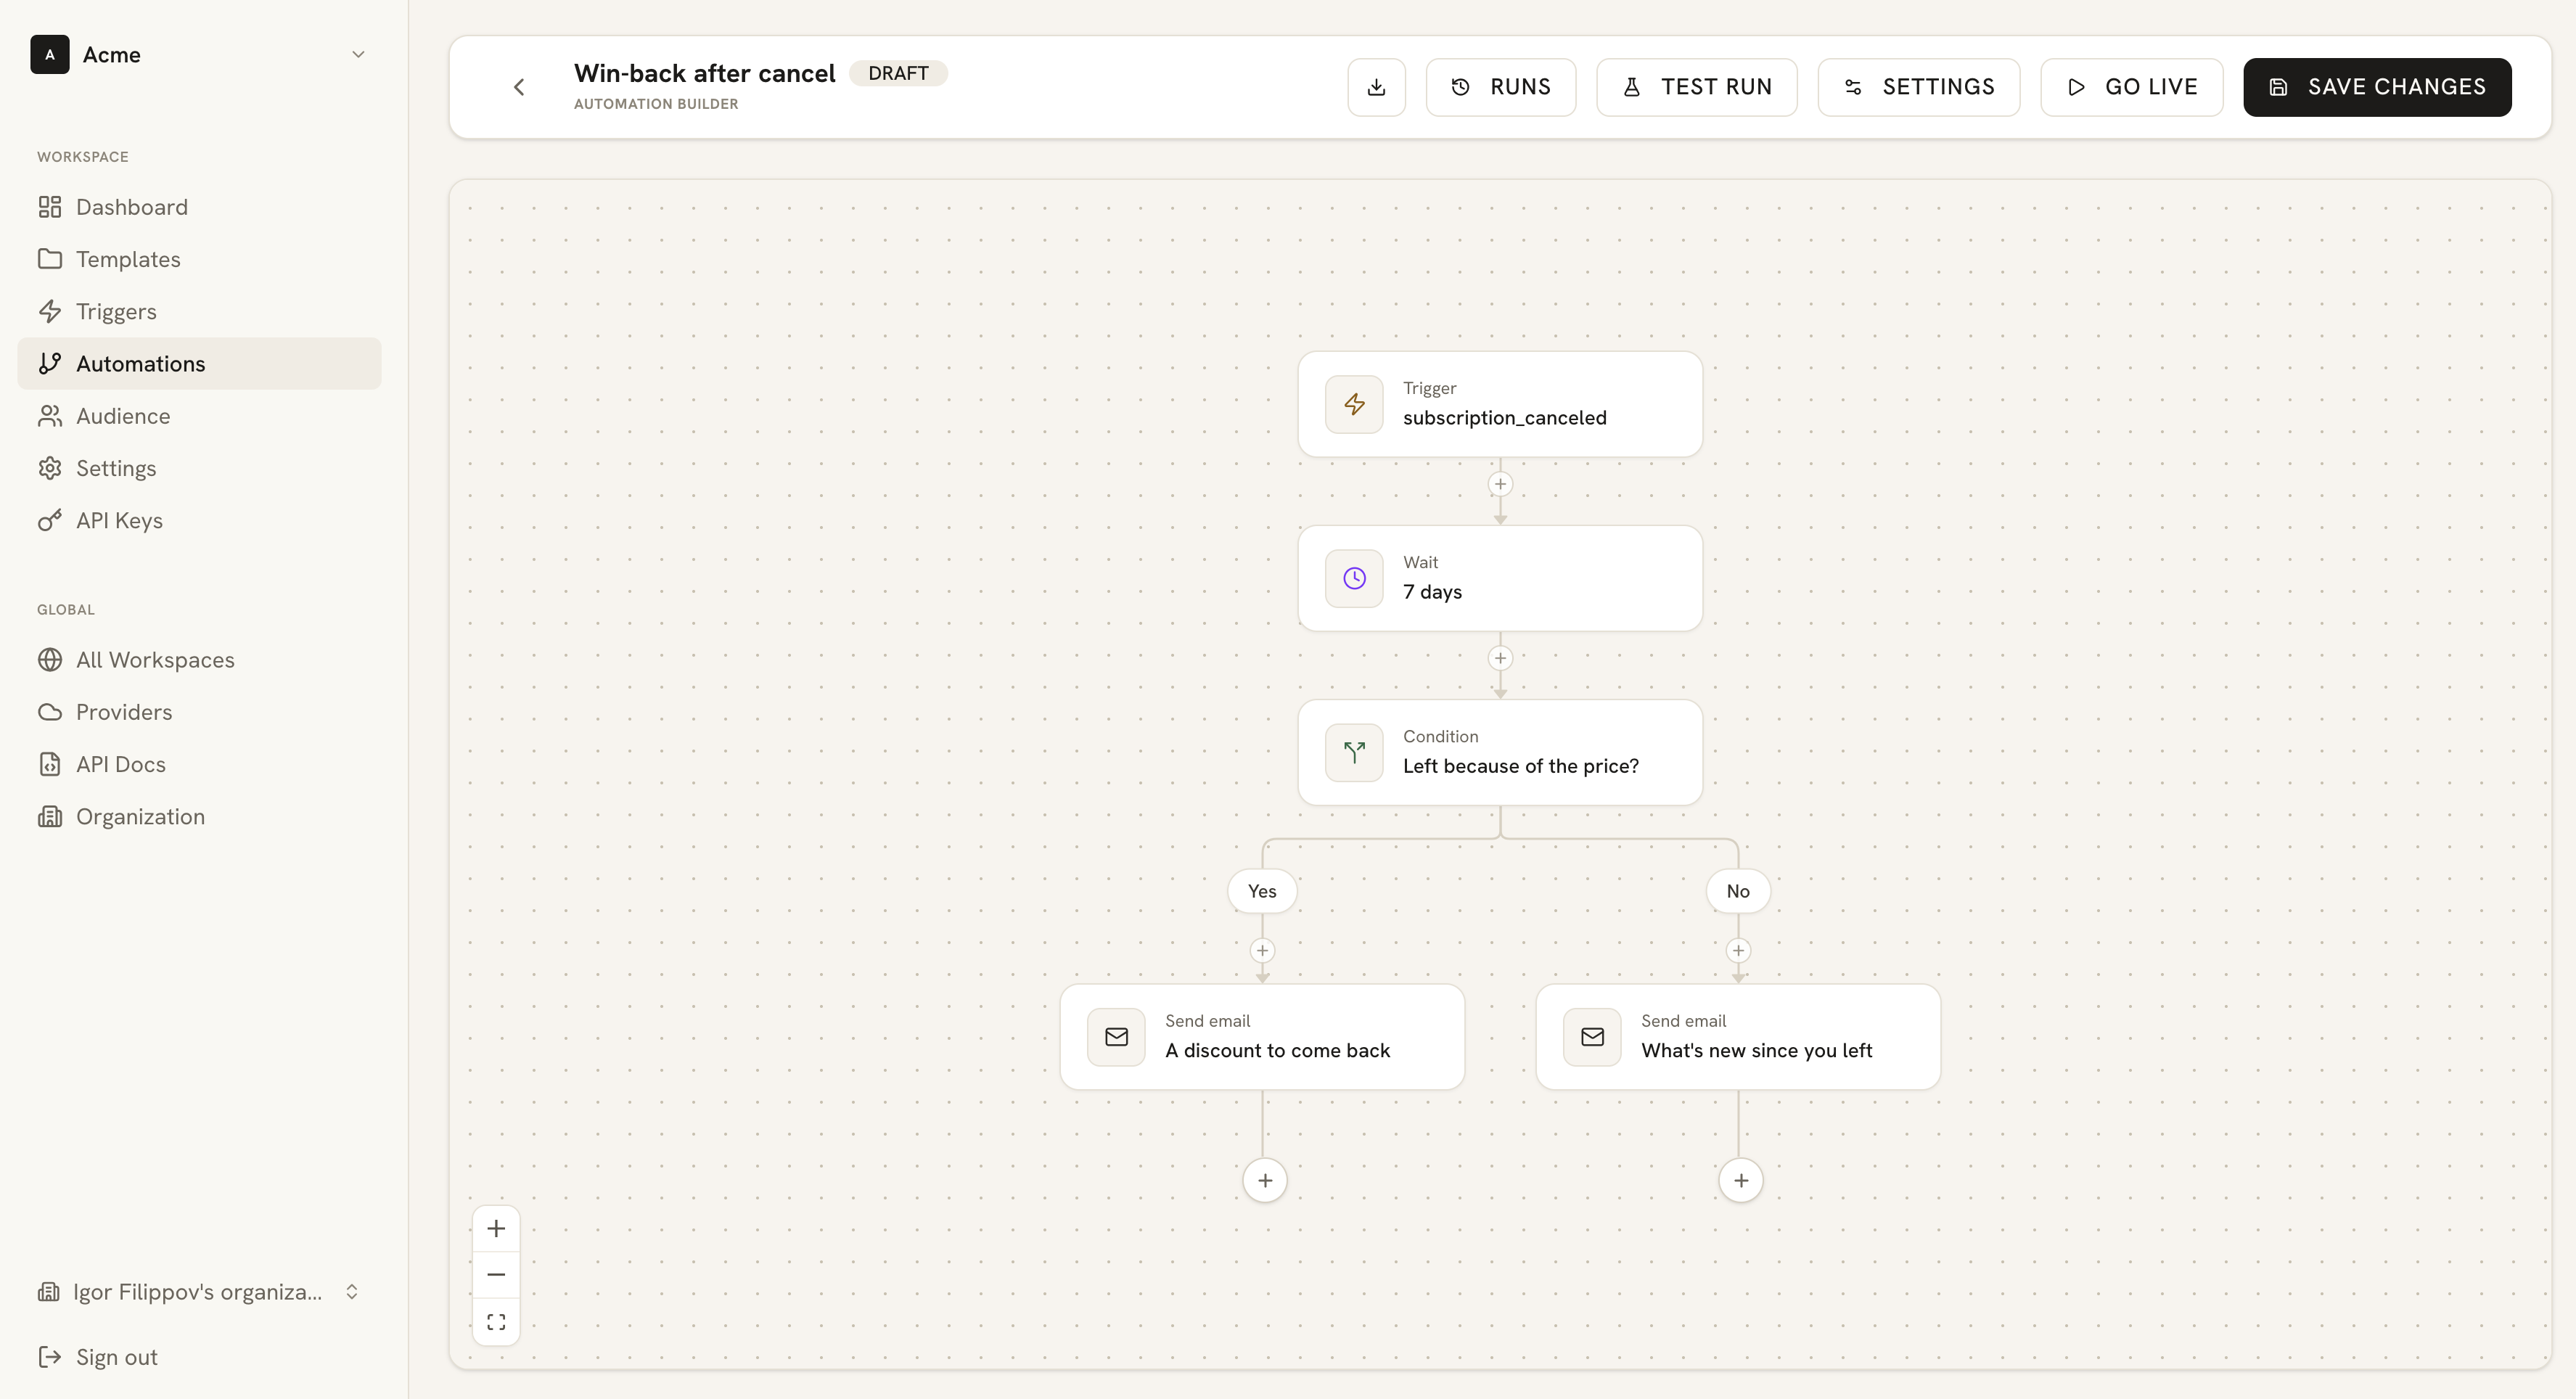 A
Acme
WORKSPACE
Dashboard
Templates
Triggers
Automations
Audience
Settings
API Keys
GLOBAL
All Workspaces
Providers
API Docs
Organization
Igor Filippov's organiza...
Sign out
Win-back after cancel
DRAFT
AUTOMATION BUILDER
RUNS
TEST RUN
SETTINGS
GO LIVE
SAVE CHANGES
Trigger
subscription_canceled
Wait
7 days
Condition
Left because of the price?
Yes
No
Send email
A discount to come back
Send email
What's new since you left